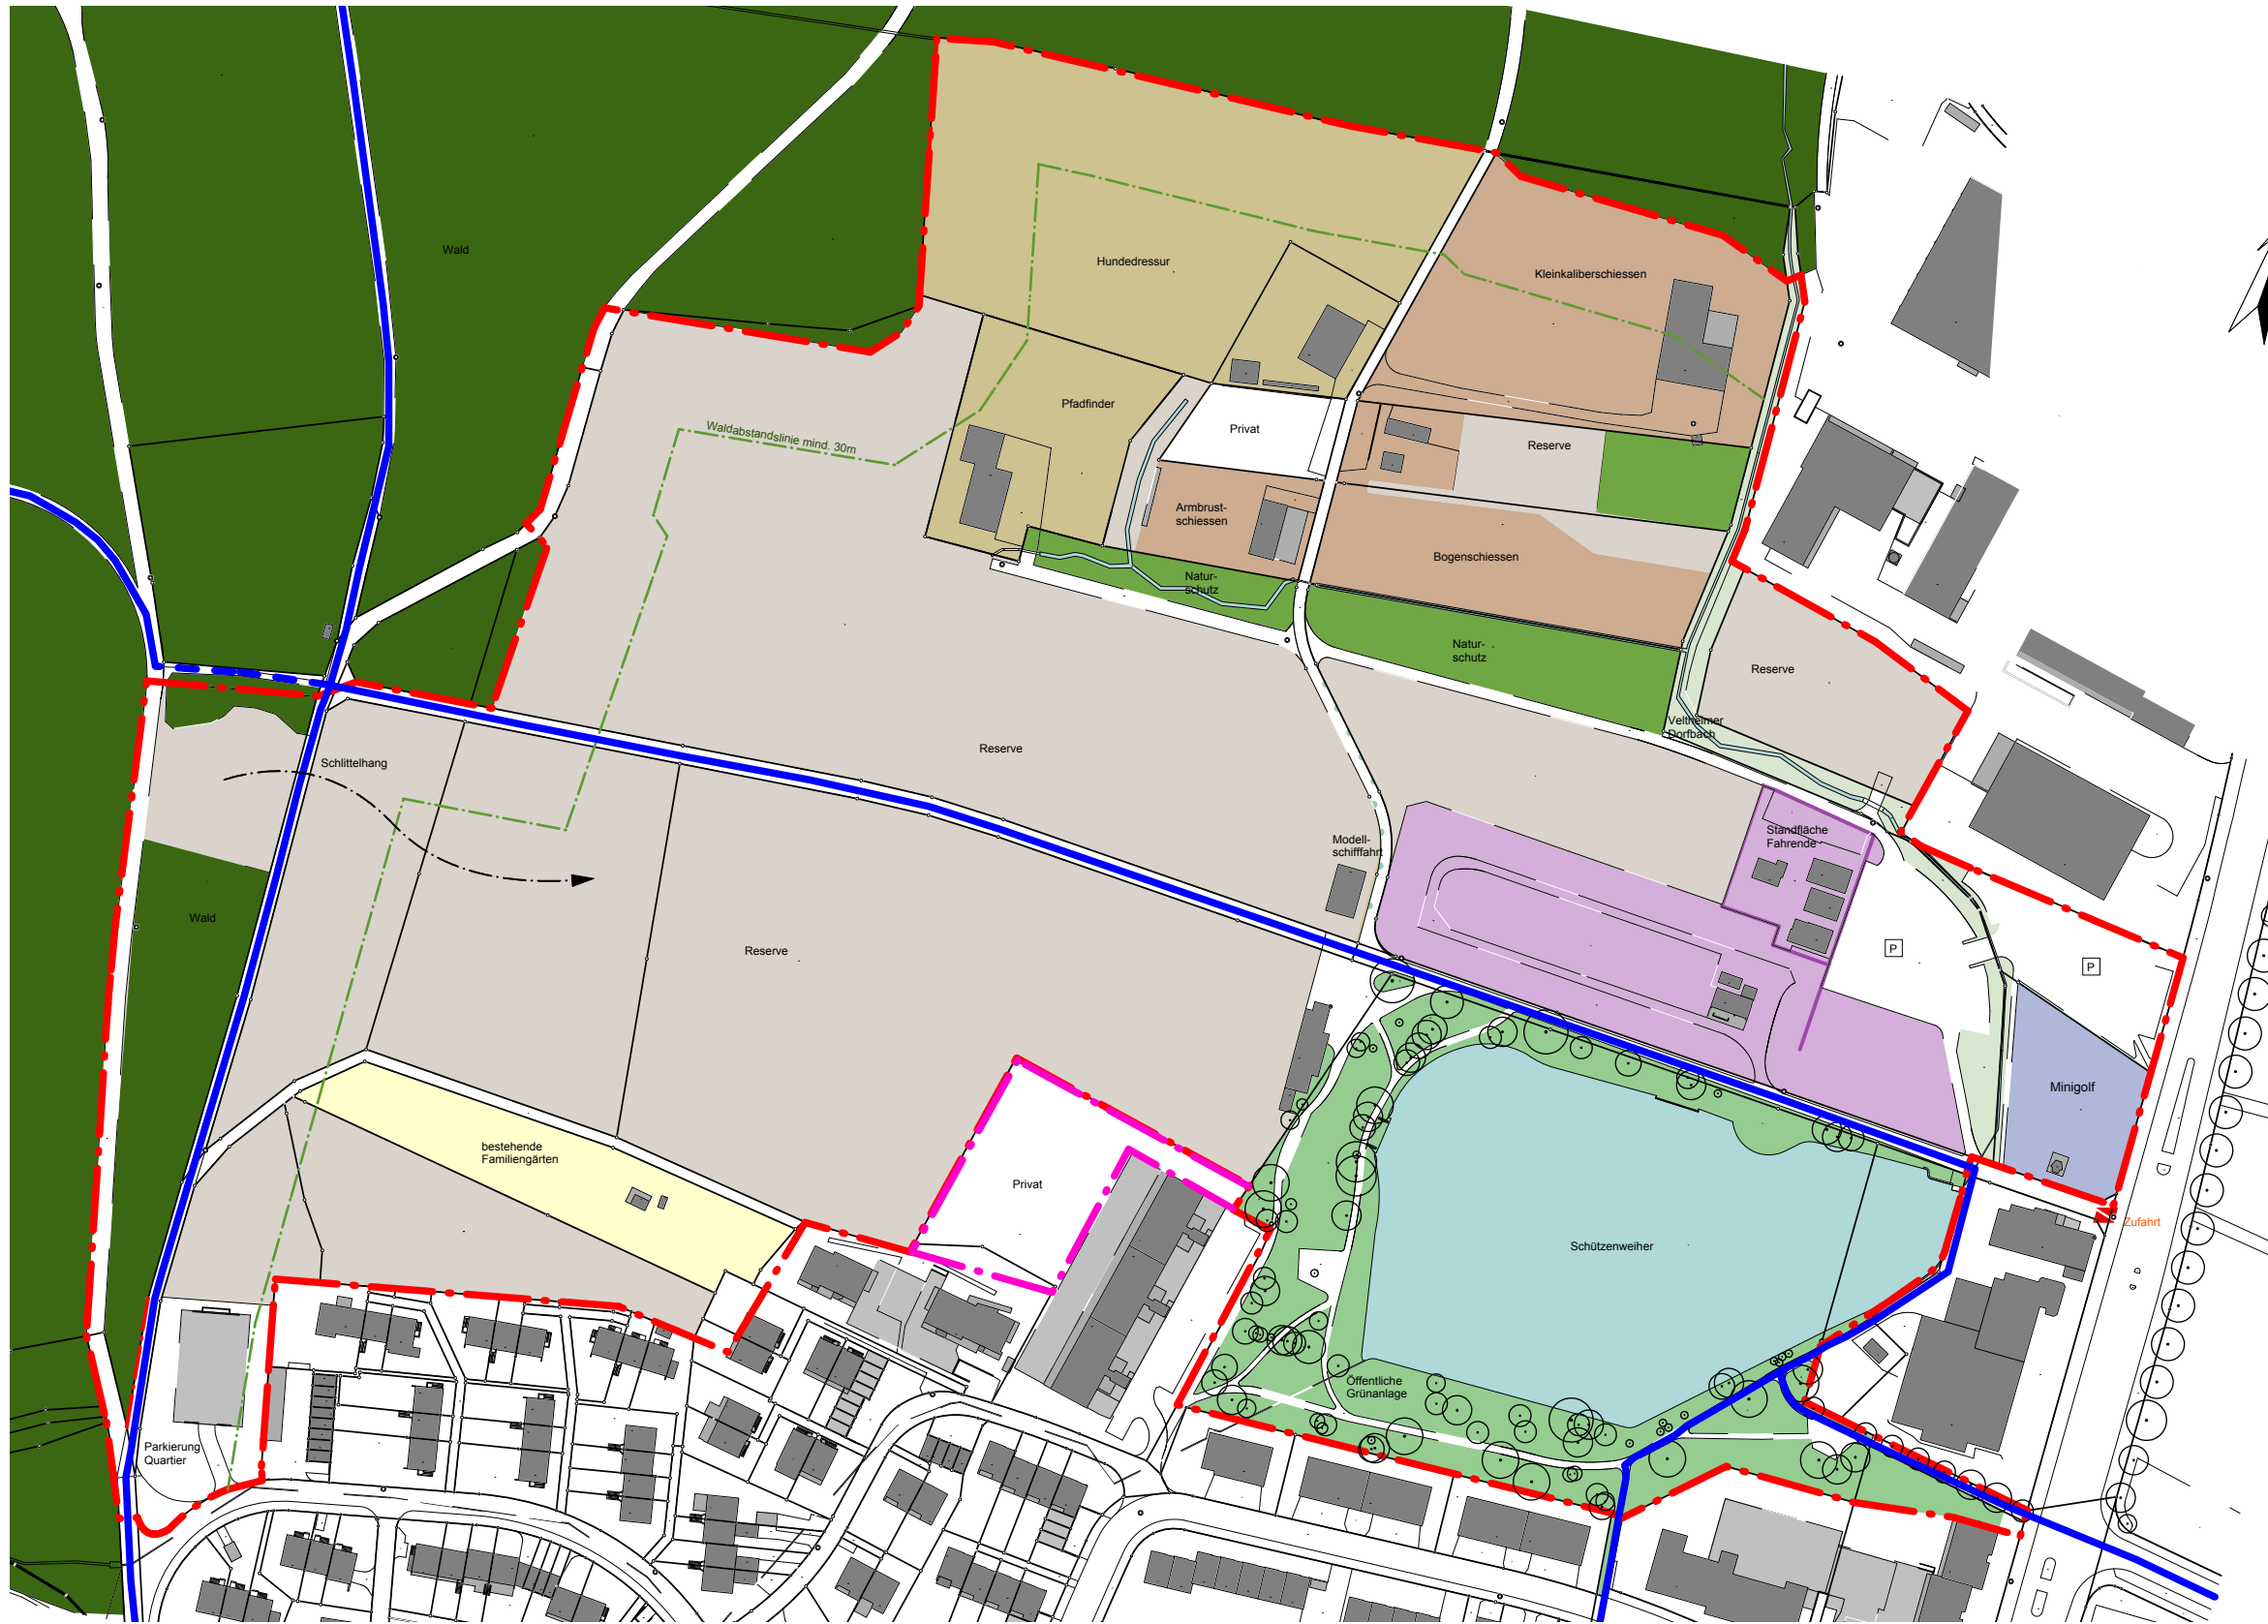 Wald
Hundedressur
Kleinkaliberschiessen
Pfadfinder
Waldabstandslinie mind. 30m
Privat
Reserve
Armbrust-
schiessen
Bogenschiessen
Natur-
schutz
Natur-
schutz
Reserve
Veltheimer
Dorfbach
Reserve
Schlittelhang
Standfläche
Fahrende
Modell-
schifffahrt
Wald
Reserve
P
P
Minigolf
bestehende
Familiengärten
Privat
Zufahrt
Schützenweiher
Öffentliche
Grünanlage
Parkierung
Quartier